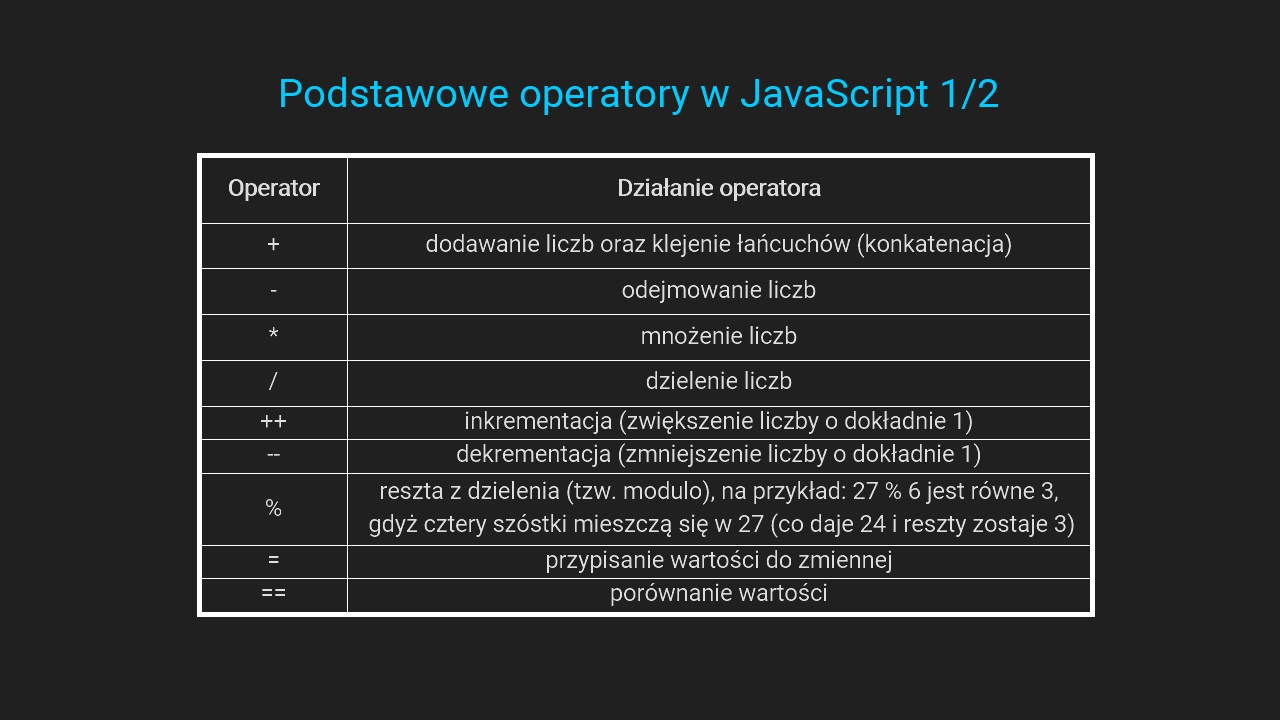 Podstawowe operatory w JavaScript 1/2
Operator Działanie operatora
+ dodawanie liczb oraz klejenie łańcuchów (konkatenacja)
- odejmowanie liczb
* mnożenie liczb
/ dzielenie liczb
++ inkrementacja (zwiększenie liczby o dokładnie 1)
-- dekrementacja (zmniejszenie liczby o dokładnie 1)
% reszta z dzielenia (tzw. modulo), na przykład: 27 % 6 jest równe 3,
gdyż cztery szóstki mieszczą się w 27 (co daje 24 i reszty zostaje 3)
= przypisanie wartości do zmiennej
== porównanie wartości